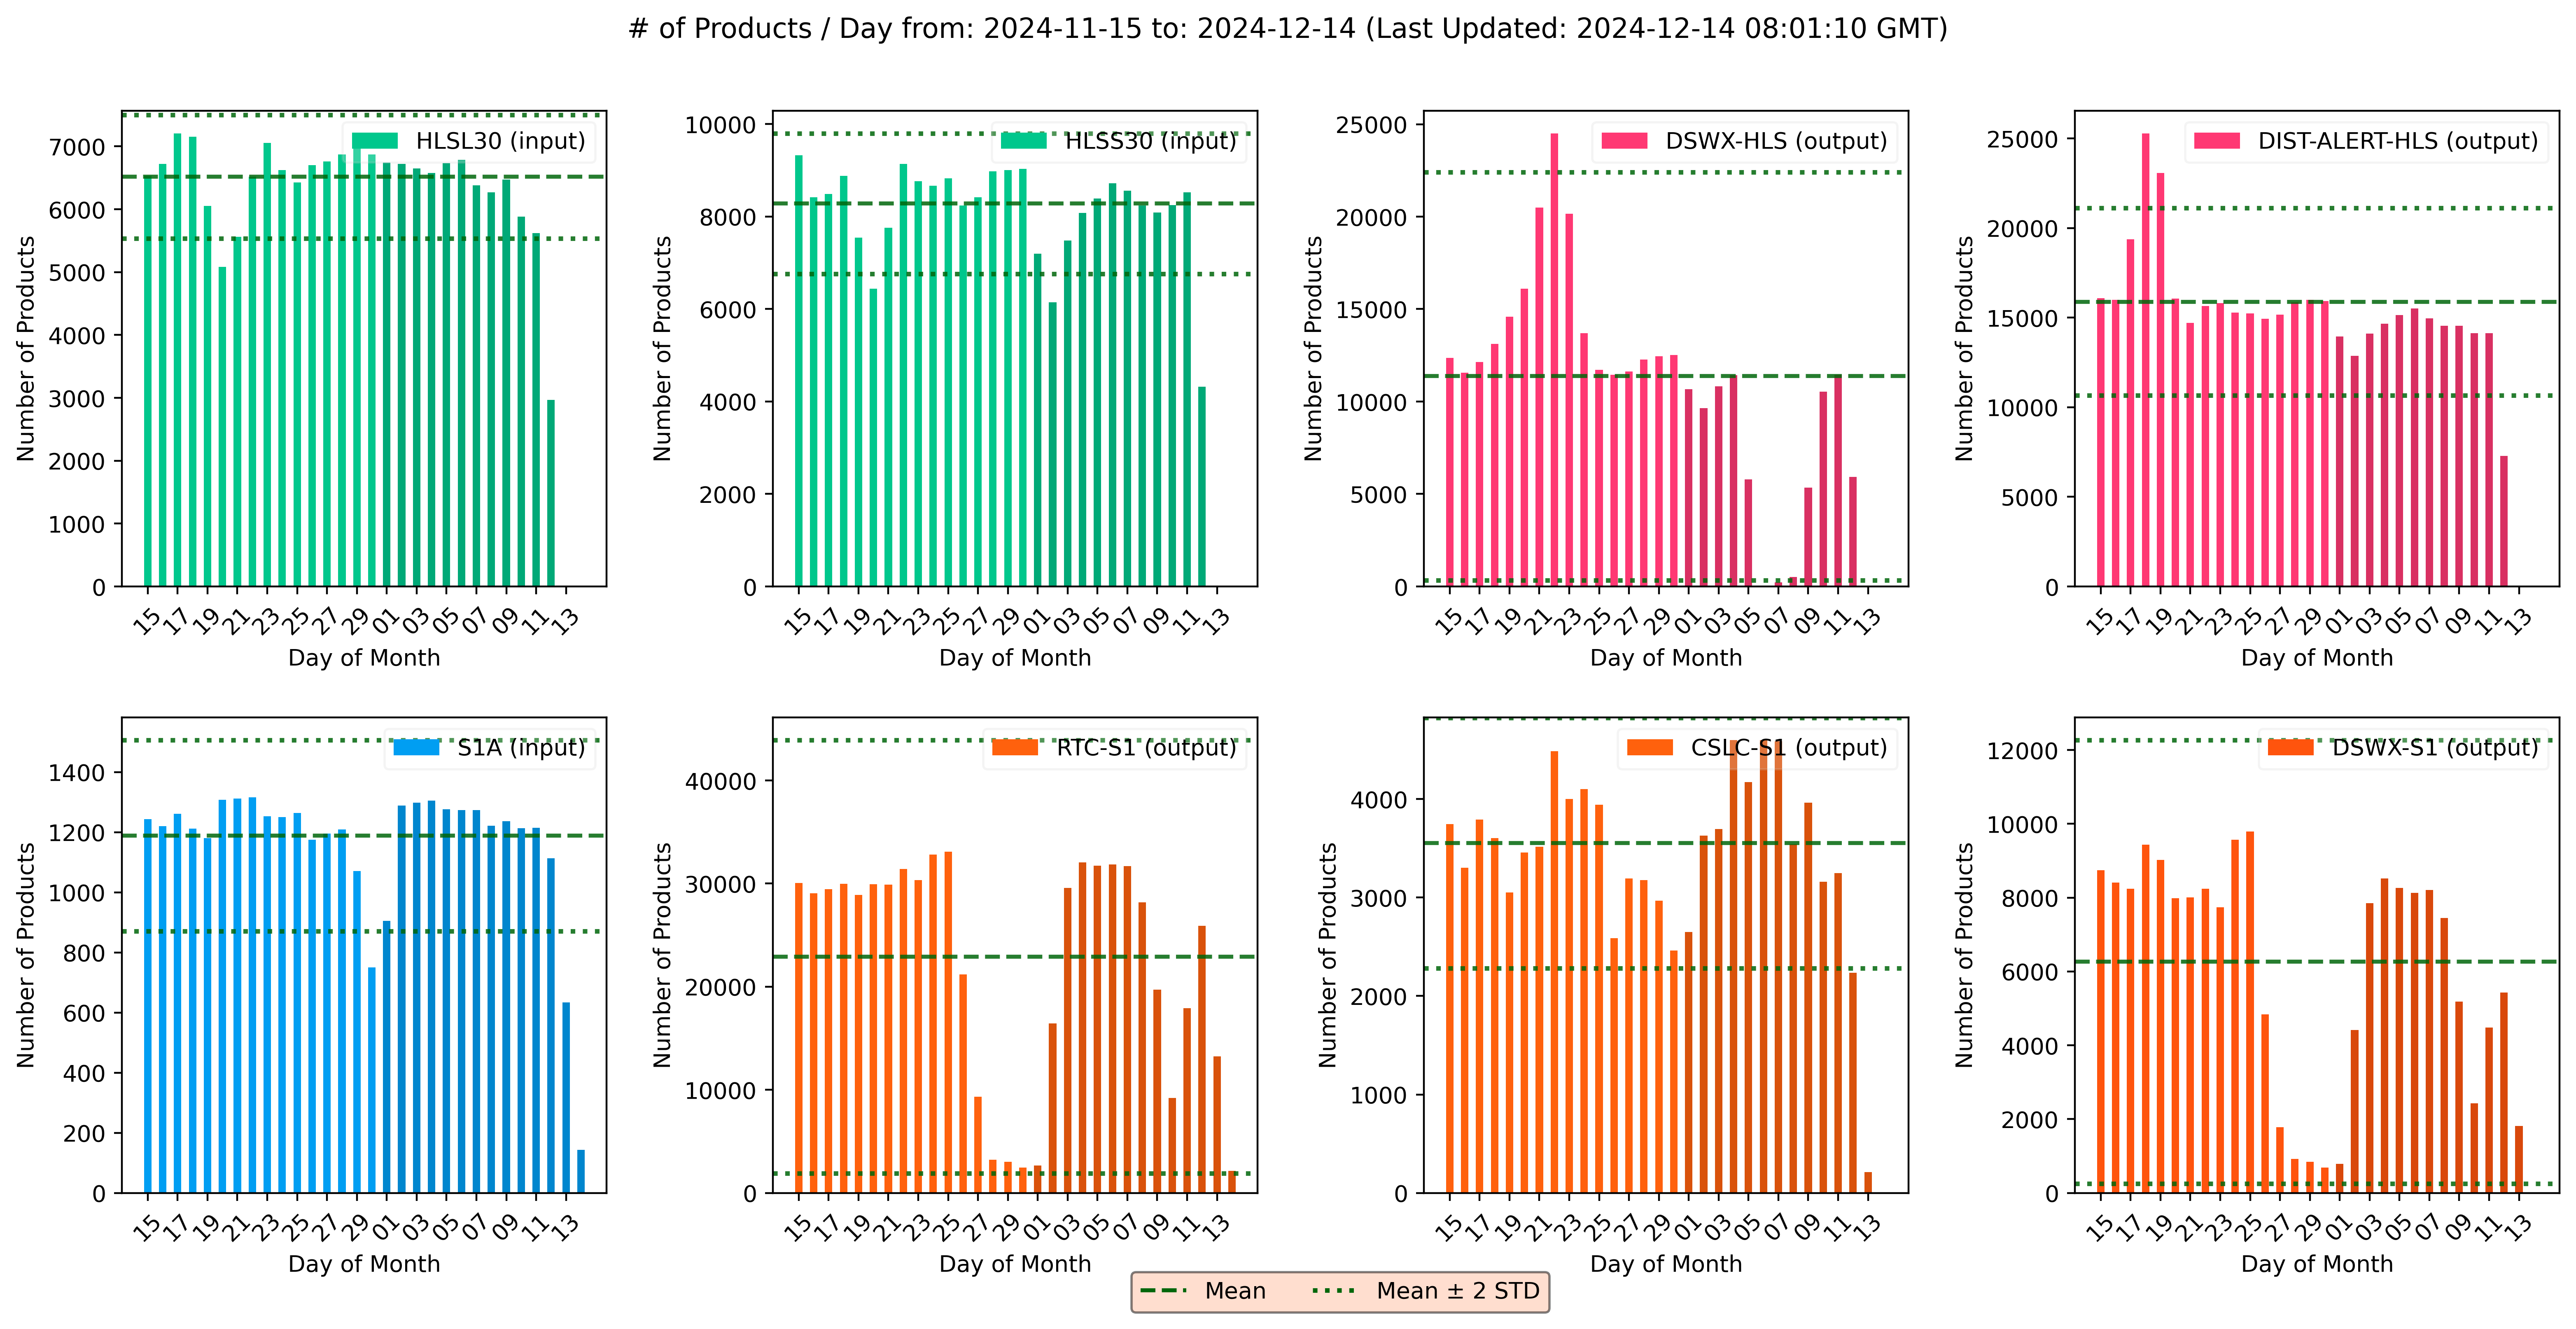 # of Products / Day from: 2024-11-15 to: 2024-12-14 (Last Updated: 2024-12-14 08:01:10 GMT)
HLSL30 (input)
Number of Products
7000
6000
5000
4000
3000
2000
1000
0
15 17 19 21 23 25 27 29 01 03 05 07 09 11 13
Day of Month
HLSS30 (input)
Number of Products
10000
8000
6000
4000
2000
0
15 17 19 21 23 25 27 29 01 03 05 07 09 11 13
Day of Month
DSWX-HLS (output)
Number of Products
25000
20000
15000
10000
5000
0
15 17 19 21 23 25 27 29 01 03 05 07 09 11 13
Day of Month
DIST-ALERT-HLS (output)
Number of Products
25000
20000
15000
10000
5000
0
15 17 19 21 23 25 27 29 01 03 05 07 09 11 13
Day of Month
S1A (input)
Number of Products
1400
1200
1000
800
600
400
200
0
15 17 19 21 23 25 27 29 01 03 05 07 09 11 13
Day of Month
RTC-S1 (output)
Number of Products
40000
30000
20000
10000
0
15 17 19 21 23 25 27 29 01 03 05 07 09 11 13
Day of Month
CSLC-S1 (output)
Number of Products
4000
3000
2000
1000
0
15 17 19 21 23 25 27 29 01 03 05 07 09 11 13
Day of Month
DSWX-S1 (output)
Number of Products
12000
10000
8000
6000
4000
2000
0
15 17 19 21 23 25 27 29 01 03 05 07 09 11 13
Day of Month
Mean
Mean ± 2 STD